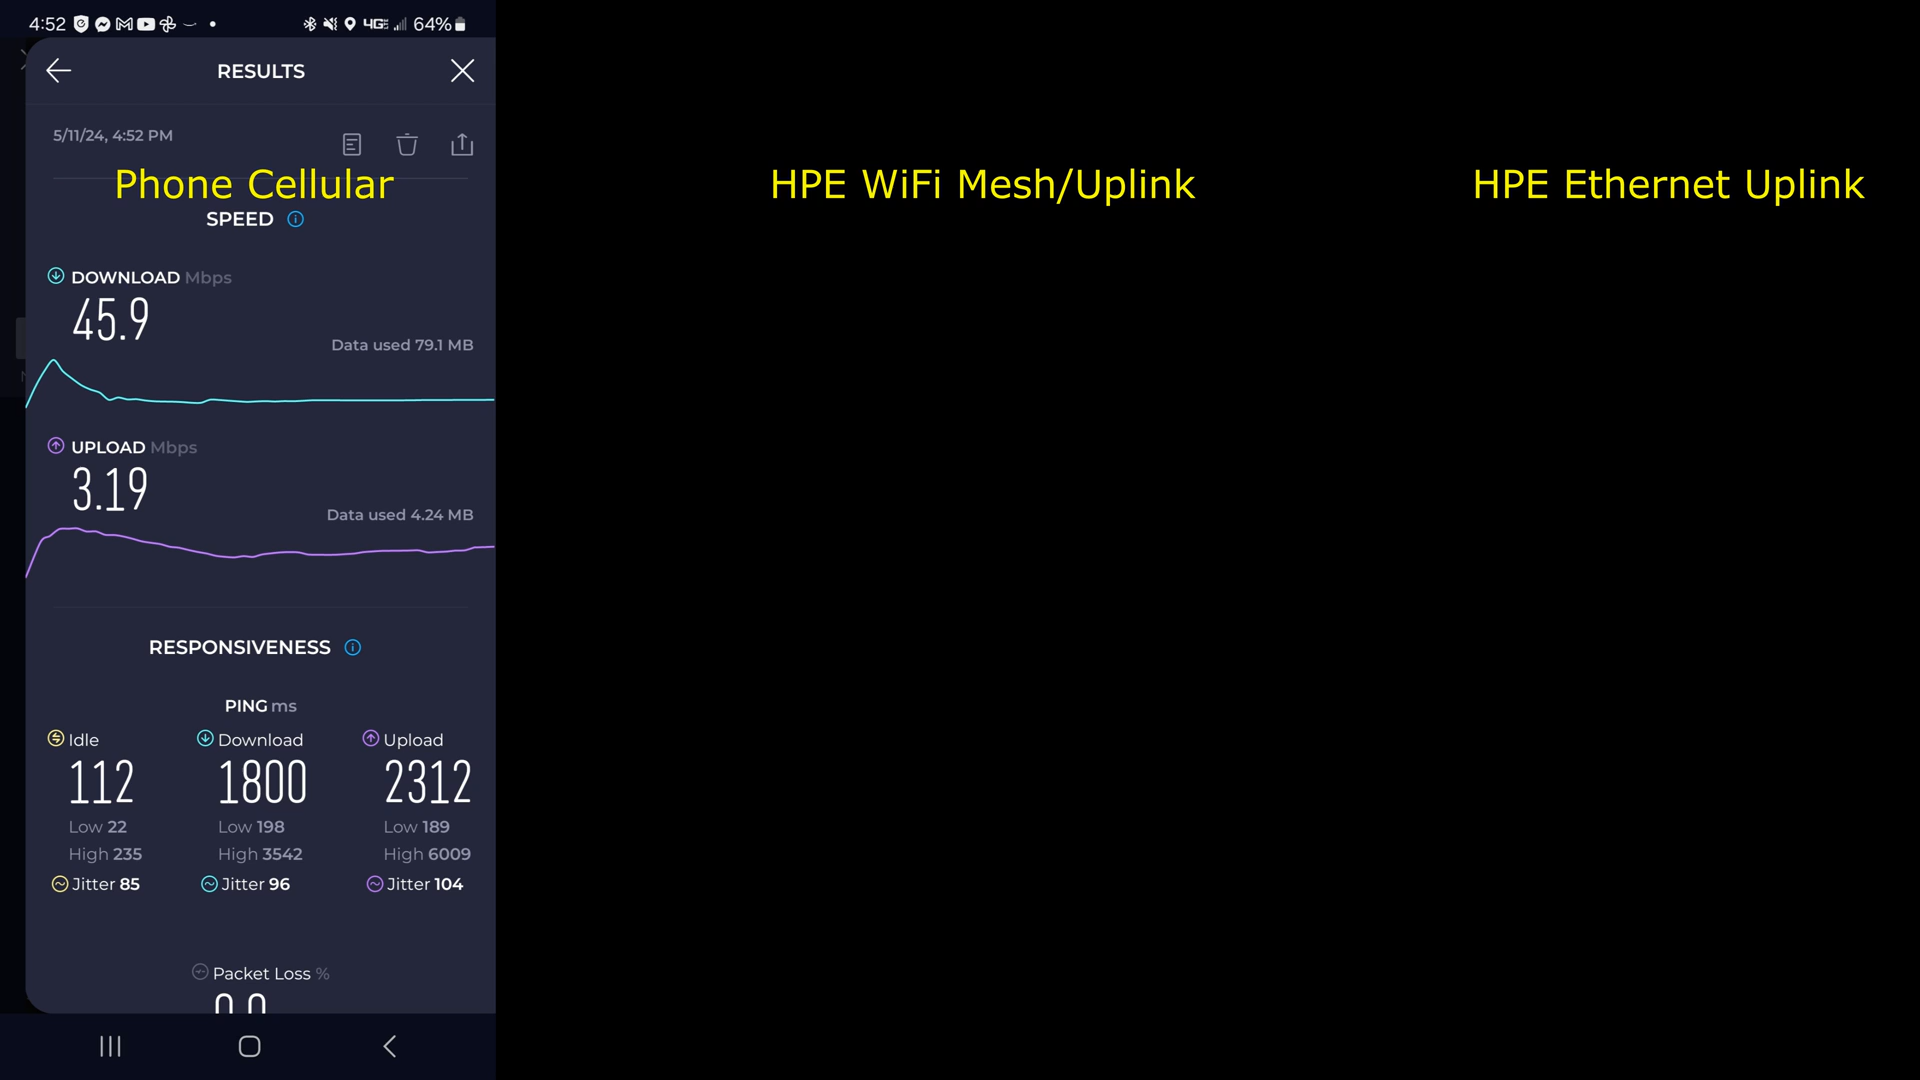 4:52
4GE 64%
RESULTS
5/11/24, 4:52 PM
Phone Cellular
HPE WiFi Mesh/Uplink
HPE Ethernet Uplink
SPEED
DOWNLOAD Mbps
45.9
Data used 79.1 MB
UPLOAD Mbps
3.19
Data used 4.24 MB
RESPONSIVENESS
PING ms
Idle Download Upload
112 1800 2312
Low 22 Low 198 Low 189
High 235 High 3542 High 6009
Jitter 85 Jitter 96 Jitter 104
Packet Loss %
0.0